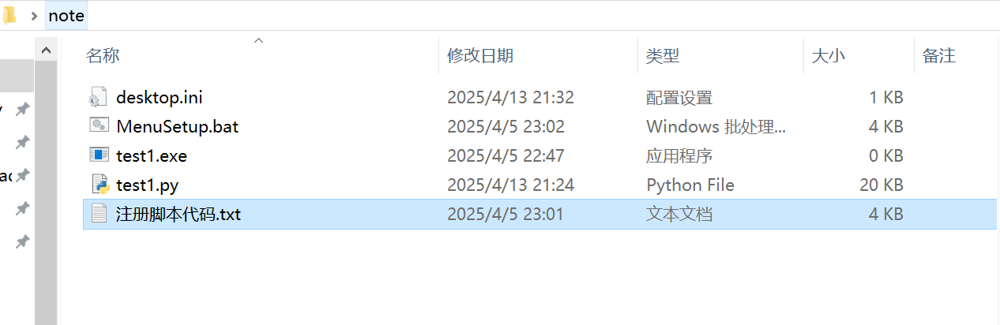 note
名称 修改日期 类型 大小 备注
desktop.ini 2025/4/13 21:32 配置设置 1 KB
MenuSetup.bat 2025/4/5 23:02 Windows 批处理... 4 KB
test1.exe 2025/4/5 22:47 应用程序 0 KB
test1.py 2025/4/13 21:24 Python File 20 KB
注册脚本代码.txt 2025/4/5 23:01 文本文档 4 KB